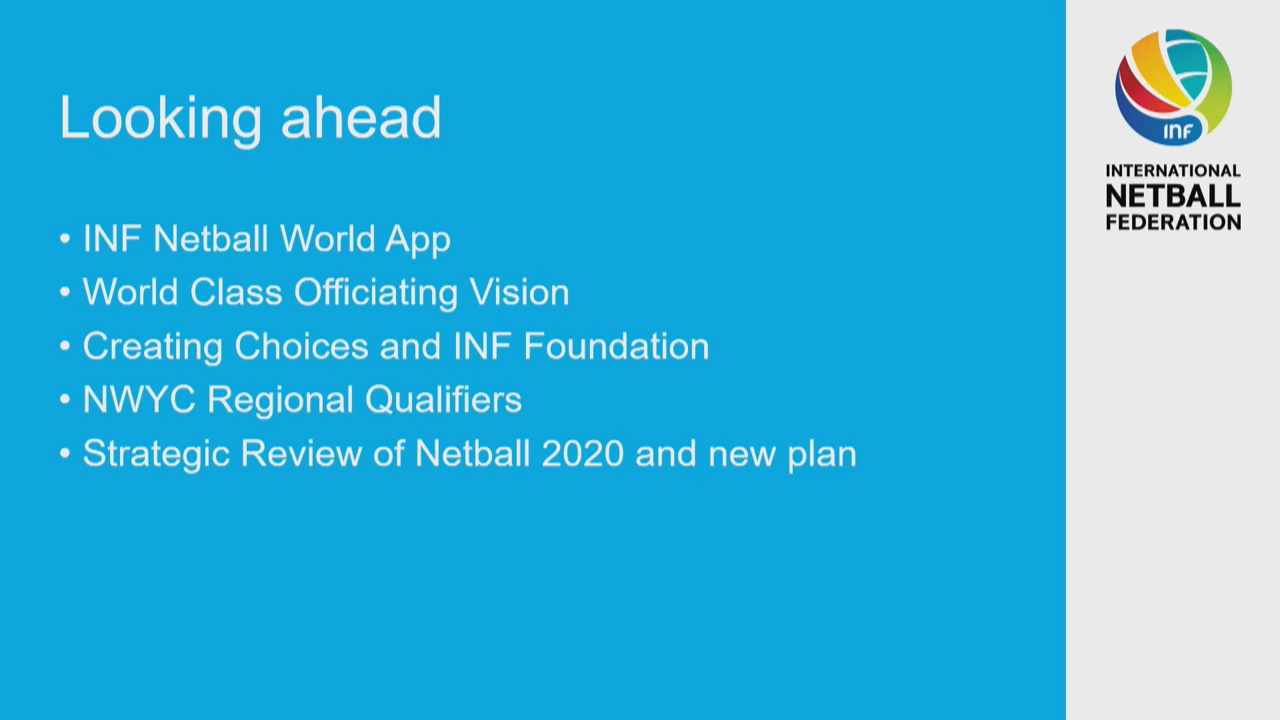 Looking ahead
• INF Netball World App
• World Class Officiating Vision
• Creating Choices and INF Foundation
• NWYC Regional Qualifiers
• Strategic Review of Netball 2020 and new plan
INF
INTERNATIONAL
NETBALL
FEDERATION